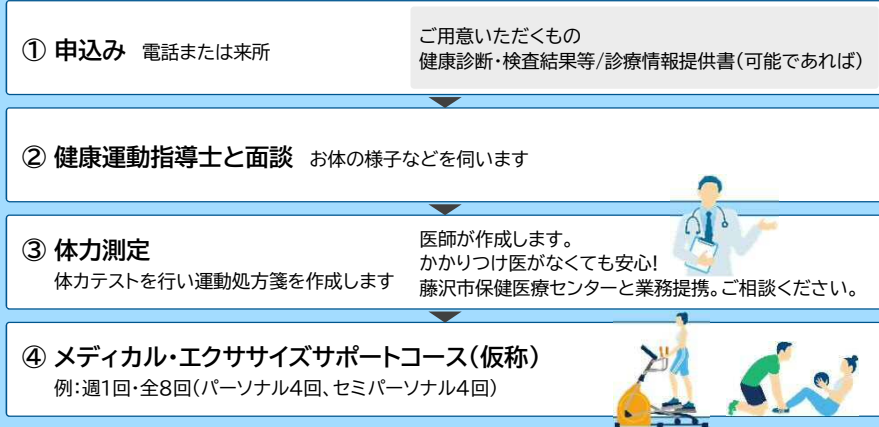 ① 申込み 電話または来所
ご用意いただくもの
健康診断・検査結果等/診療情報提供書(可能であれば)
② 健康運動指導士と面談 お体の様子などを伺います
③ 体力測定
体力テストを行い運動処方箋を作成します
医師が作成します。
かかりつけ医がなくても安心!
藤沢市保健医療センターと業務提携。ご相談ください。
④ メディカル・エクササイズサポートコース(仮称)
例:週1回・全8回(パーソナル4回、セミパーソナル4回)